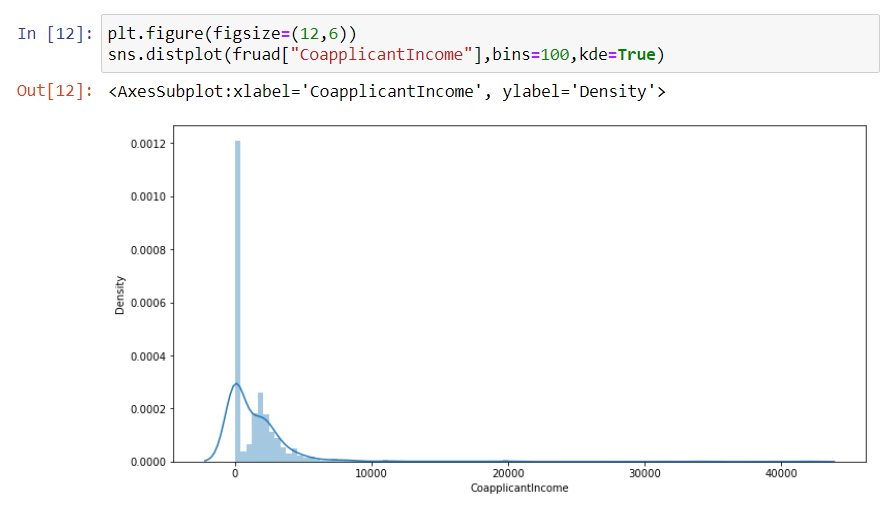 In [12]: plt.figure(figsize=(12,6))
sns.distplot(fruad["CoapplicantIncome"],bins=100,kde=True)
Out[12]: <AxesSubplot:xlabel='CoapplicantIncome', ylabel='Density'>
0.0012
0.0010
0.0008
0.0006
0.0004
0.0002
0.0000
Density
0 10000 20000 30000 40000
CoapplicantIncome